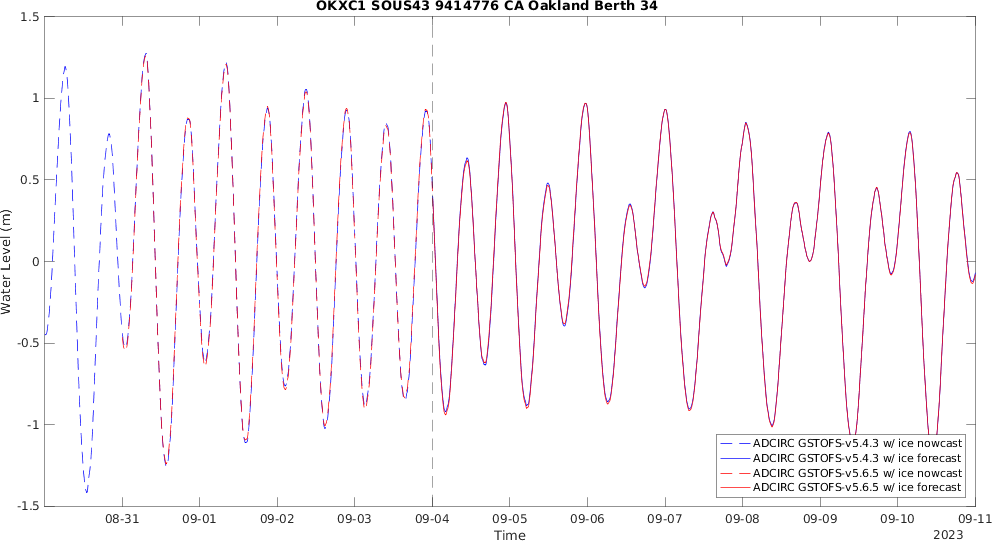 OKXC1 SOUS43 9414776 CA Oakland Berth 34
1.5
1
0.5
0
-0.5
-1
-1.5
Water Level (m)
ADCIRC GSTOFS-v5.4.3 w/ ice nowcast
ADCIRC GSTOFS-v5.4.3 w/ ice forecast
ADCIRC GSTOFS-v5.6.5 w/ ice nowcast
ADCIRC GSTOFS-v5.6.5 w/ ice forecast
08-31 09-01 09-02 09-03 09-04 09-05 09-06 09-07 09-08 09-09 09-10 09-11
Time 2023